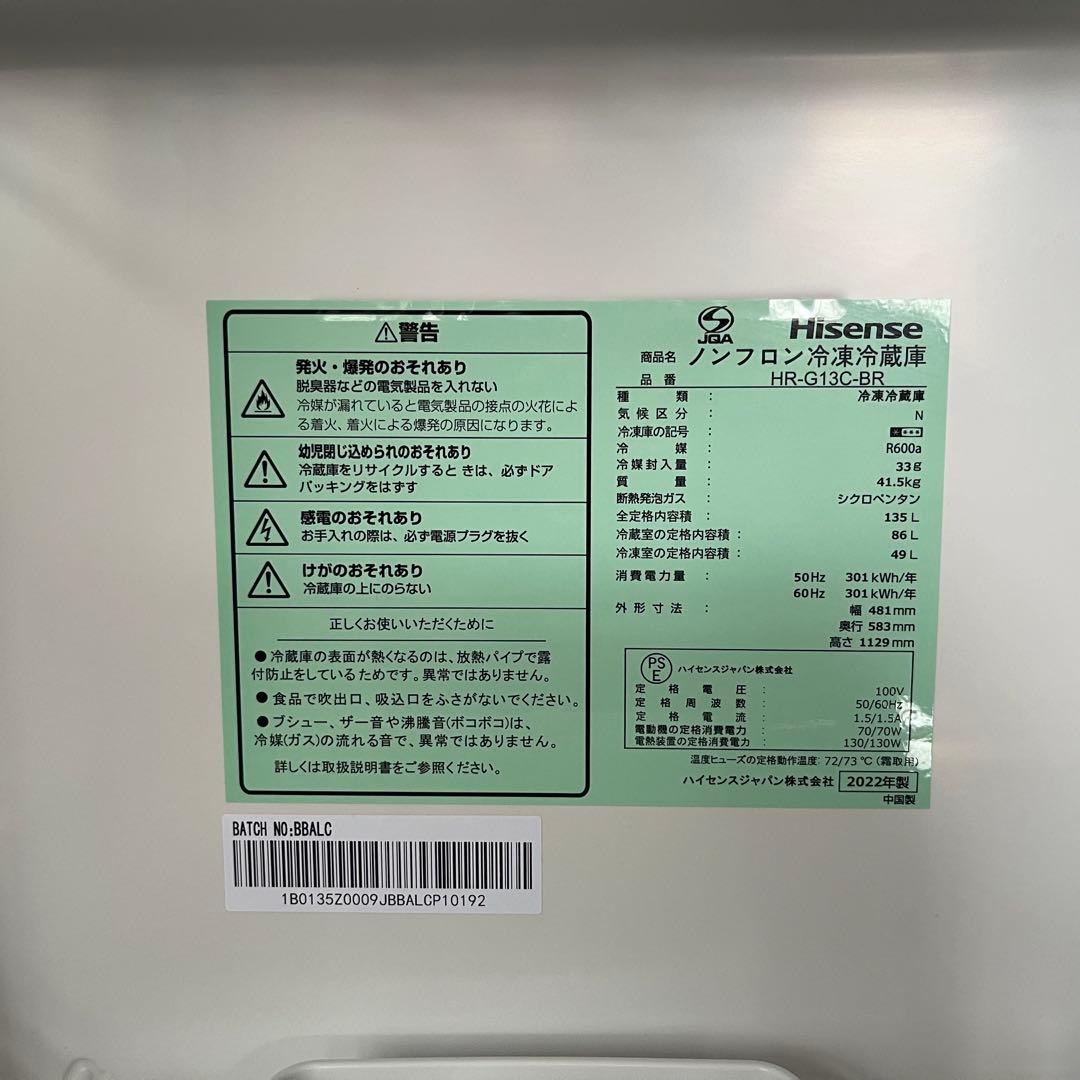 ⚠警告
発火・爆発のおそれあり
脱臭器などの電気製品を入れない
冷媒が漏れていると電気製品の接点の火花によ
る着火、着火による爆発の原因になります。
幼児閉じ込められのおそれあり
冷蔵庫をリサイクルするときは、必ずドア
パッキングをはずす
感電のおそれあり
お手入れの際は、必ず電源プラグを抜く
けがのおそれあり
冷蔵庫の上にのらない
正しくお使いいただくために
●冷蔵庫の表面が熱くなるのは、放熱パイプで露
付防止をしているためです。異常ではありません。
●食品で吹出口、吸込口をふさがないでください。
●ブシュー、ザー音や沸騰音(ボコボコ)は、
冷媒(ガス)の流れる音で、異常ではありません。
詳しくは取扱説明書をご参照ください。
JQA Hisense
商品名 ノンフロン冷凍冷蔵庫
品番 HR-G13C-BR
種類： 冷凍冷蔵庫
気候区分： N
冷凍庫の記号：
冷媒： R600a
冷媒封入量： 33g
質量： 41.5kg
断熱発泡ガス： シクロペンタン
全定格内容積： 135L
冷蔵室の定格内容積： 86L
冷凍室の定格内容積： 49L
消費電力量： 50Hz 301kWh/年
60Hz 301kWh/年
外形寸法： 幅 481mm
奥行 583mm
高さ 1129mm
PSE ハイセンスジャパン株式会社
定格電圧： 100V
定格周波数： 50/60Hz
定格電流： 1.5/1.5A
電動機の定格消費電力： 70/70W
電熱装置の定格消費電力： 130/130W
温度ヒューズの定格動作温度: 72/73℃(霜取用)
ハイセンスジャパン株式会社 2022年製
中国製
BATCH NO:BBALC
1B0135Z0009JBBALCP10192